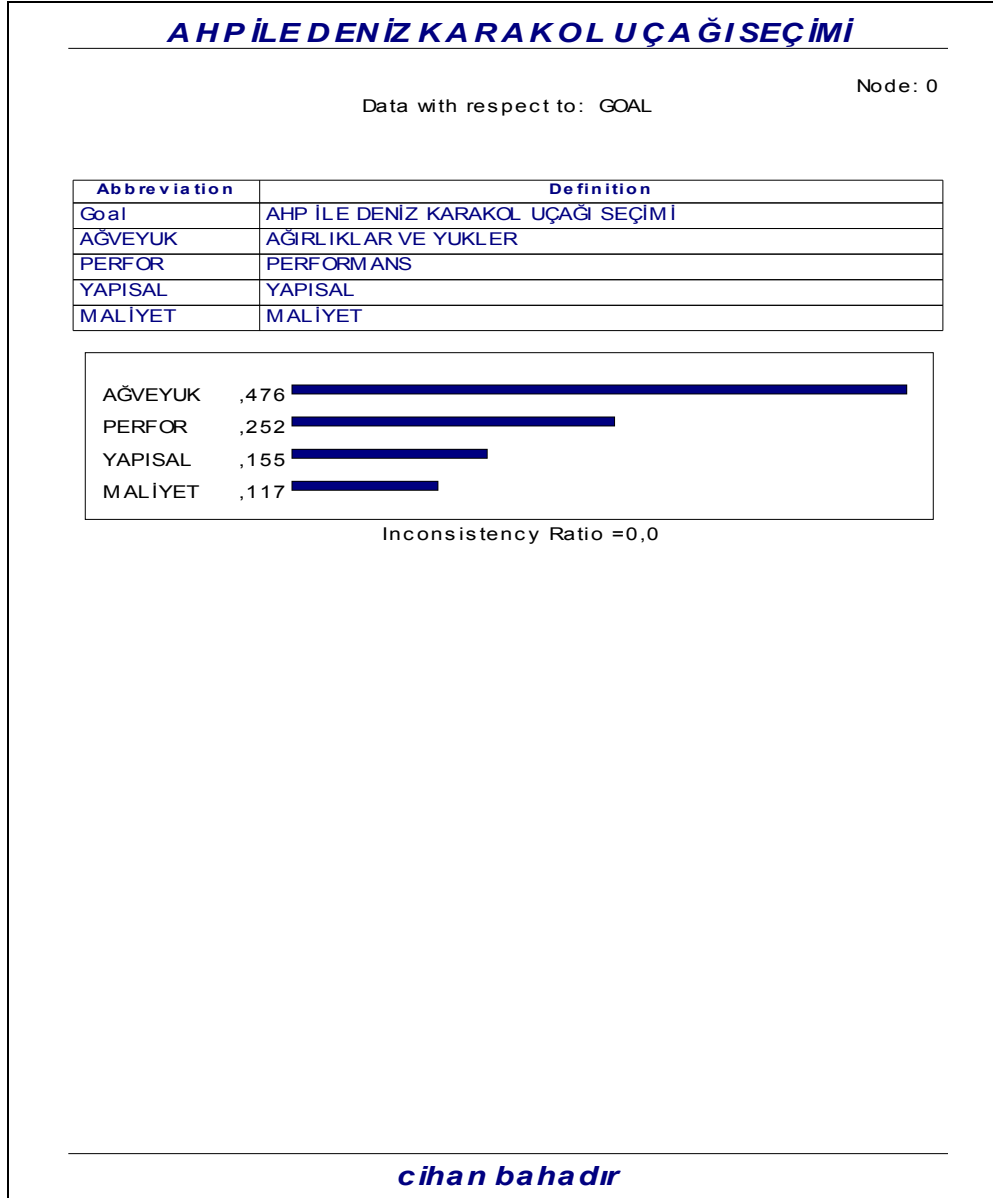 AHP İLE DENİZ KARAKOL UÇAĞI SEÇİMİ
Node: 0
Data with respect to: GOAL
Abbreviation Definition
Goal AHP İLE DENİZ KARAKOL UÇAĞI SEÇİMİ
AĞVEYUK AĞIRLIKLAR VE YUKLER
PERFOR PERFORMANS
YAPISAL YAPISAL
MALİYET MALİYET
AĞVEYUK ,476
PERFOR ,252
YAPISAL ,155
MALİYET ,117
Inconsistency Ratio =0,0
cihan bahadır